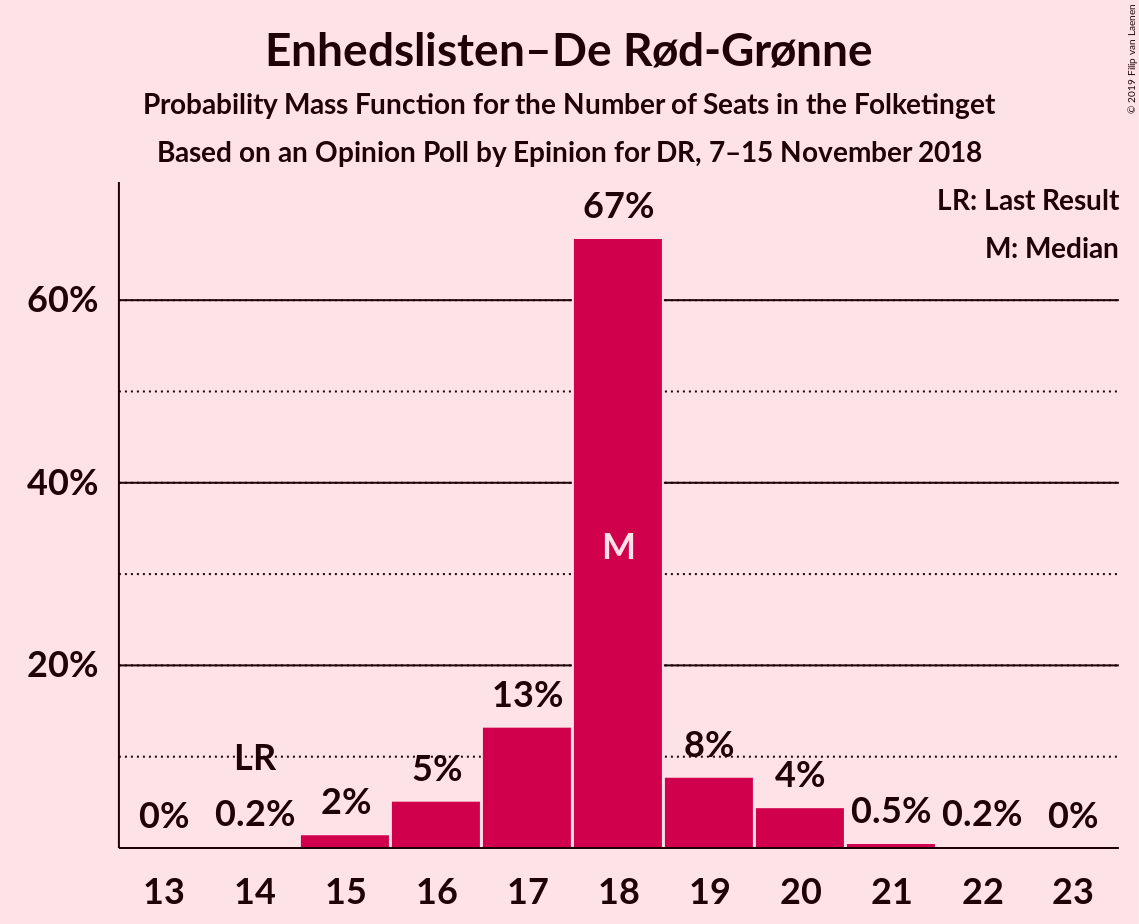 Enhedslisten–De Rød-Grønne
Probability Mass Function for the Number of Seats in the Folketinget
Based on an Opinion Poll by Epinion for DR, 7–15 November 2018
© 2019 Filip van Laenen
LR: Last Result
M: Median
67%
60%
40%
M
20%
13%
LR
5%
8%
4%
0%
0.2%
2%
0.5%
0.2%
0%
13 14 15 16 17 18 19 20 21 22 23